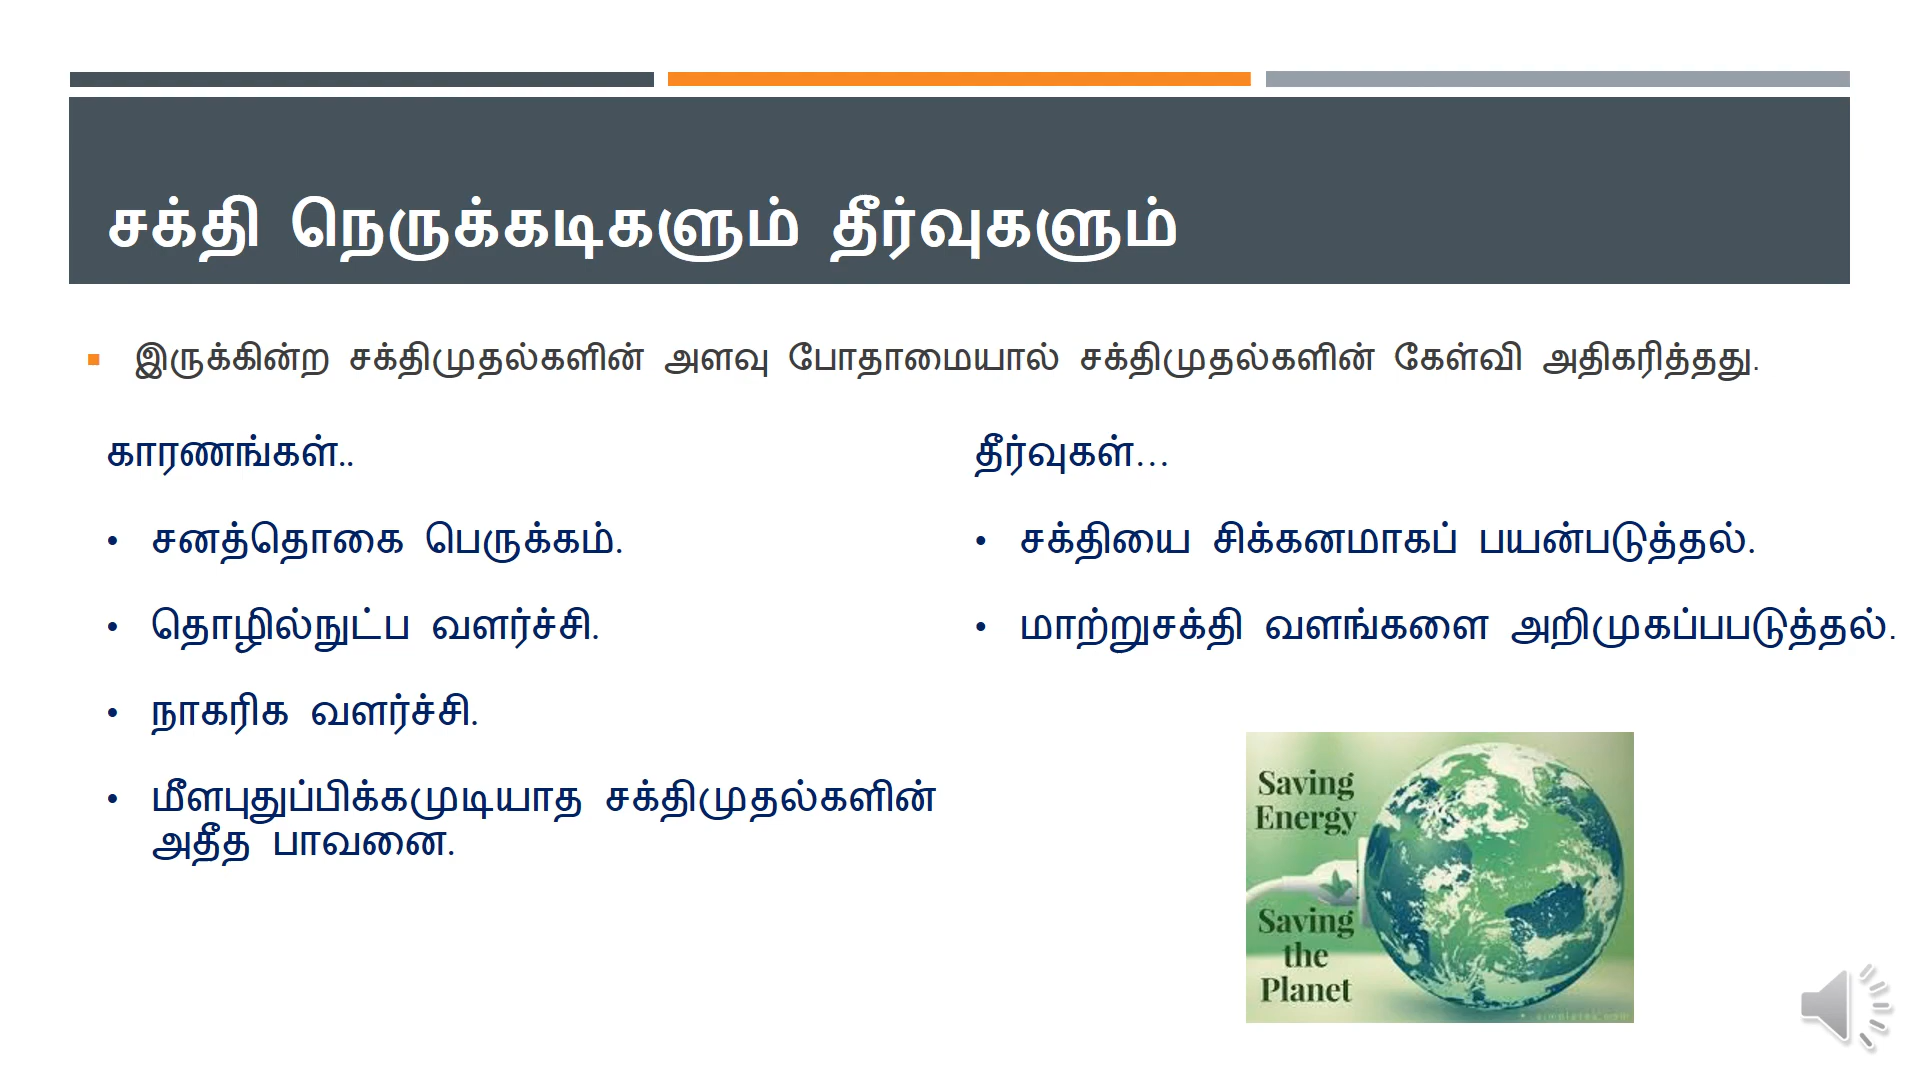 சக்தி நெருக்கடிகளும் தீர்வுகளும்
இருக்கின்ற சக்திமுதல்களின் அளவு போதாமையால் சக்திமுதல்களின் கேள்வி அதிகரித்தது.
காரணங்கள்..
• சனத்தொகை பெருக்கம்.
• தொழில்நுட்ப வளர்ச்சி.
• நாகரிக வளர்ச்சி.
• மீளபுதுப்பிக்கமுடியாத சக்திமுதல்களின்
அதீத பாவனை.
தீர்வுகள்...
• சக்தியை சிக்கனமாகப் பயன்படுத்தல்.
• மாற்றுசக்தி வளங்களை அறிமுகப்பபடுத்தல்.
Saving
Energy
Saving
the
Planet